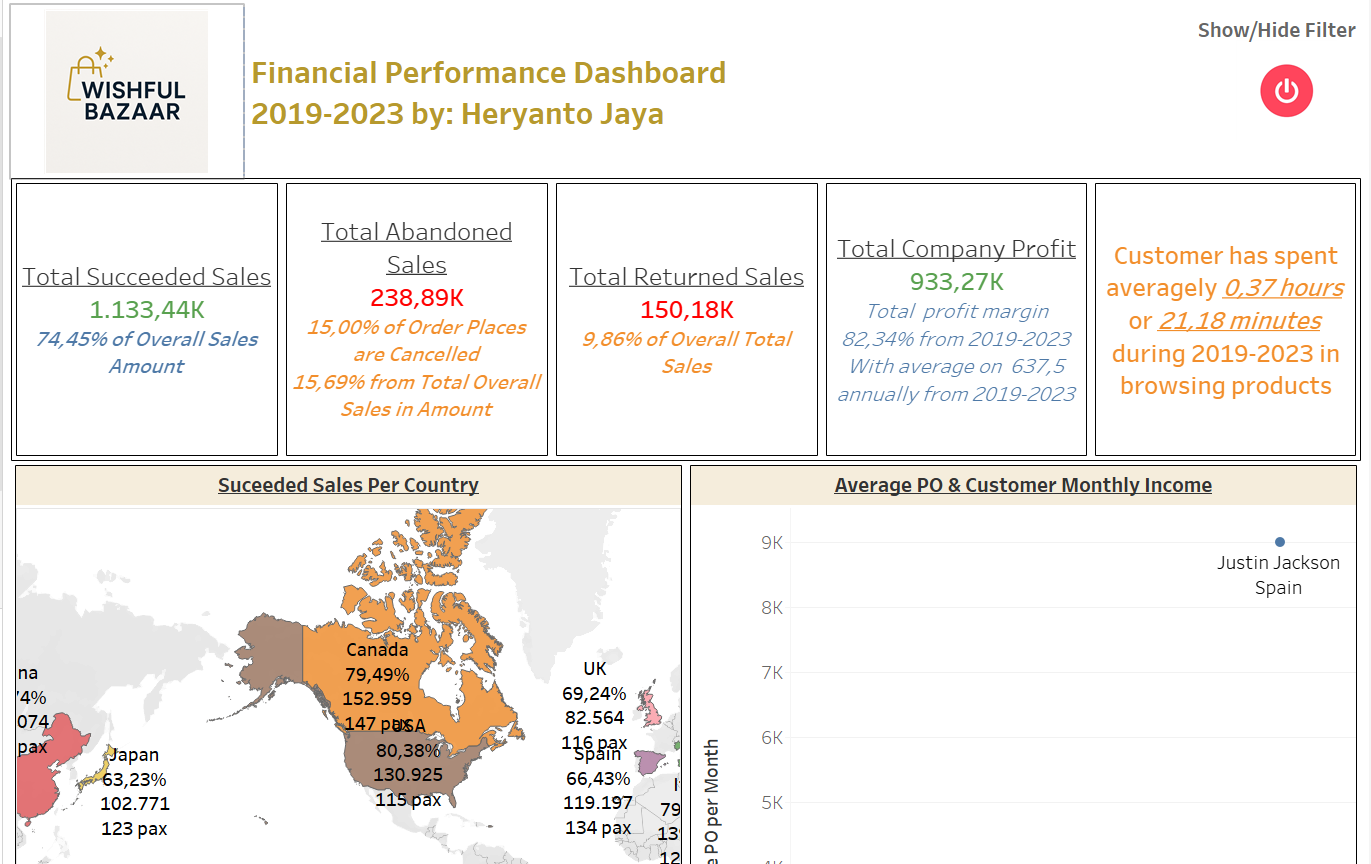 WISHFUL
BAZAAR
Financial Performance Dashboard
2019-2023 by: Heryanto Jaya
Show/Hide Filter
Total Succeeded Sales
1.133,44K
74,45% of Overall Sales
Amount
Total Abandoned
Sales
238,89K
15,00% of Order Places
are Cancelled
15,69% from Total Overall
Sales in Amount
Total Returned Sales
150,18K
9,86% of Overall Total
Sales
Total Company Profit
933,27K
Total profit margin
82,34% from 2019-2023
With average on 637,5
annually from 2019-2023
Customer has spent
averagely 0,37 hours
or 21,18 minutes
during 2019-2023 in
browsing products
Suceeded Sales Per Country
na
74%
074
pax
Japan
63,23%
102.771
123 pax
Canada
79,49%
152.959
147 pax
USA
80,38%
130.925
115 pax
UK
69,24%
82.564
116 pax
Spain
66,43%
119.197
134 pax
79
13
12
Average PO & Customer Monthly Income
9K
8K
7K
6K
5K
e PO per Month
Justin Jackson
Spain